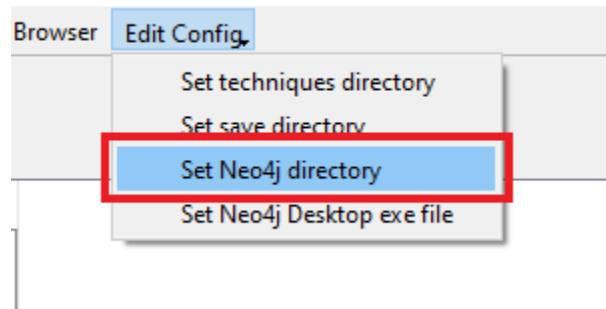 Browser Edit Config
Set techniques directory
Set save directory
Set Neo4j directory
Set Neo4j Desktop exe file